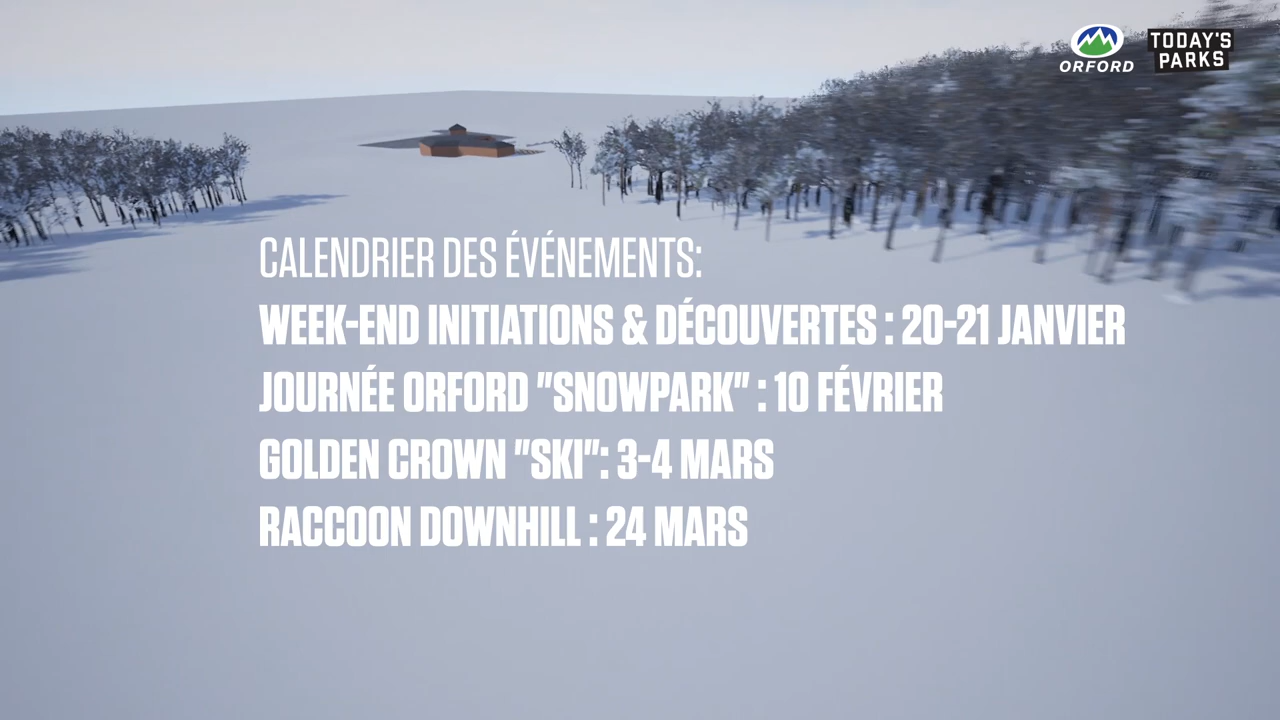 ORFORD
TODAY'S
PARKS
CALENDRIER DES ÉVÉNEMENTS:
WEEK-END INITIATIONS & DÉCOUVERTES : 20-21 JANVIER
JOURNÉE ORFORD "SNOWPARK" : 10 FÉVRIER
GOLDEN CROWN "SKI": 3-4 MARS
RACCOON DOWNHILL : 24 MARS